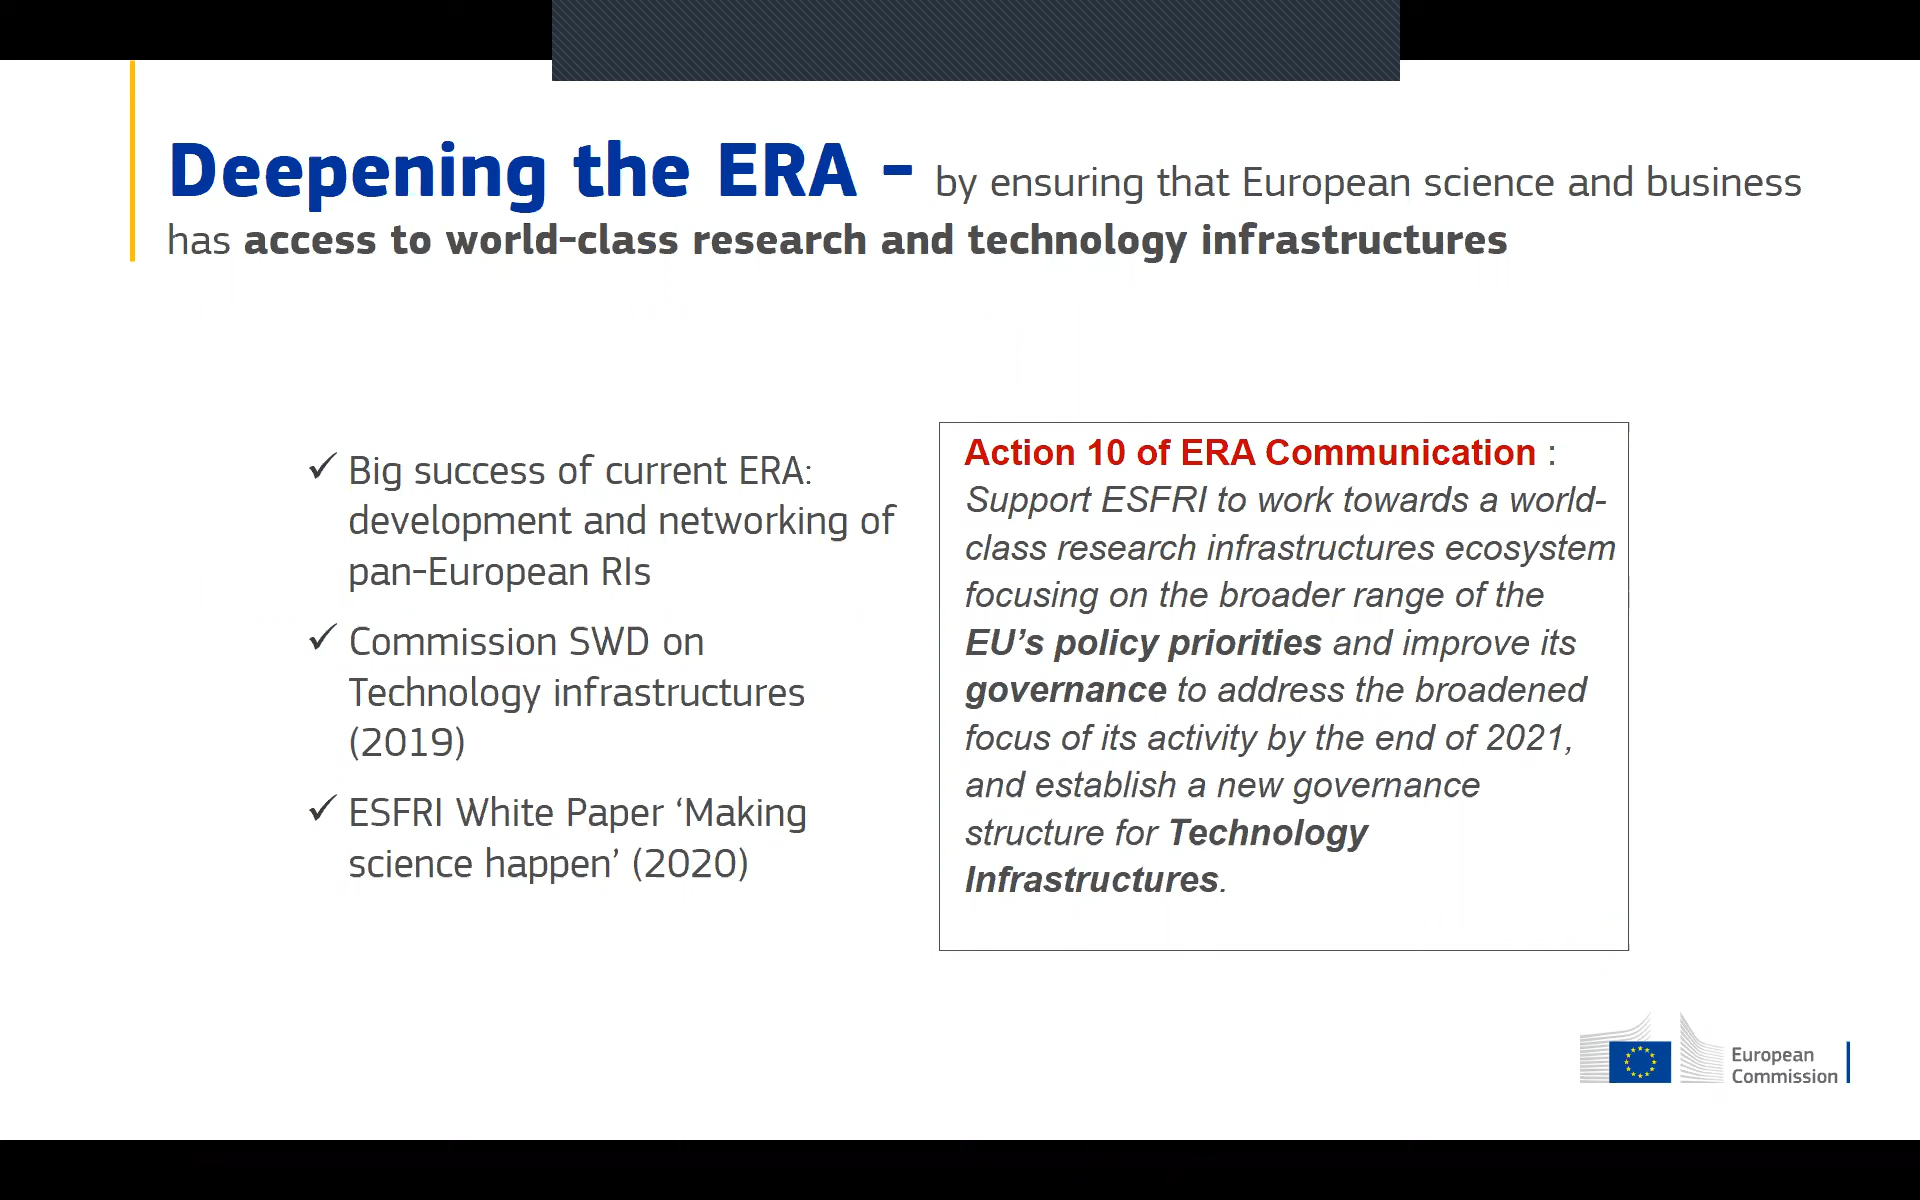 Deepening the ERA - by ensuring that European science and business
has access to world-class research and technology infrastructures
✓ Big success of current ERA:
development and networking of
pan-European RIs
✓ Commission SWD on
Technology infrastructures
(2019)
✓ ESFRI White Paper ‘Making
science happen’ (2020)
Action 10 of ERA Communication :
Support ESFRI to work towards a world-
class research infrastructures ecosystem
focusing on the broader range of the
EU’s policy priorities and improve its
governance to address the broadened
focus of its activity by the end of 2021,
and establish a new governance
structure for Technology
Infrastructures.
European
Commission